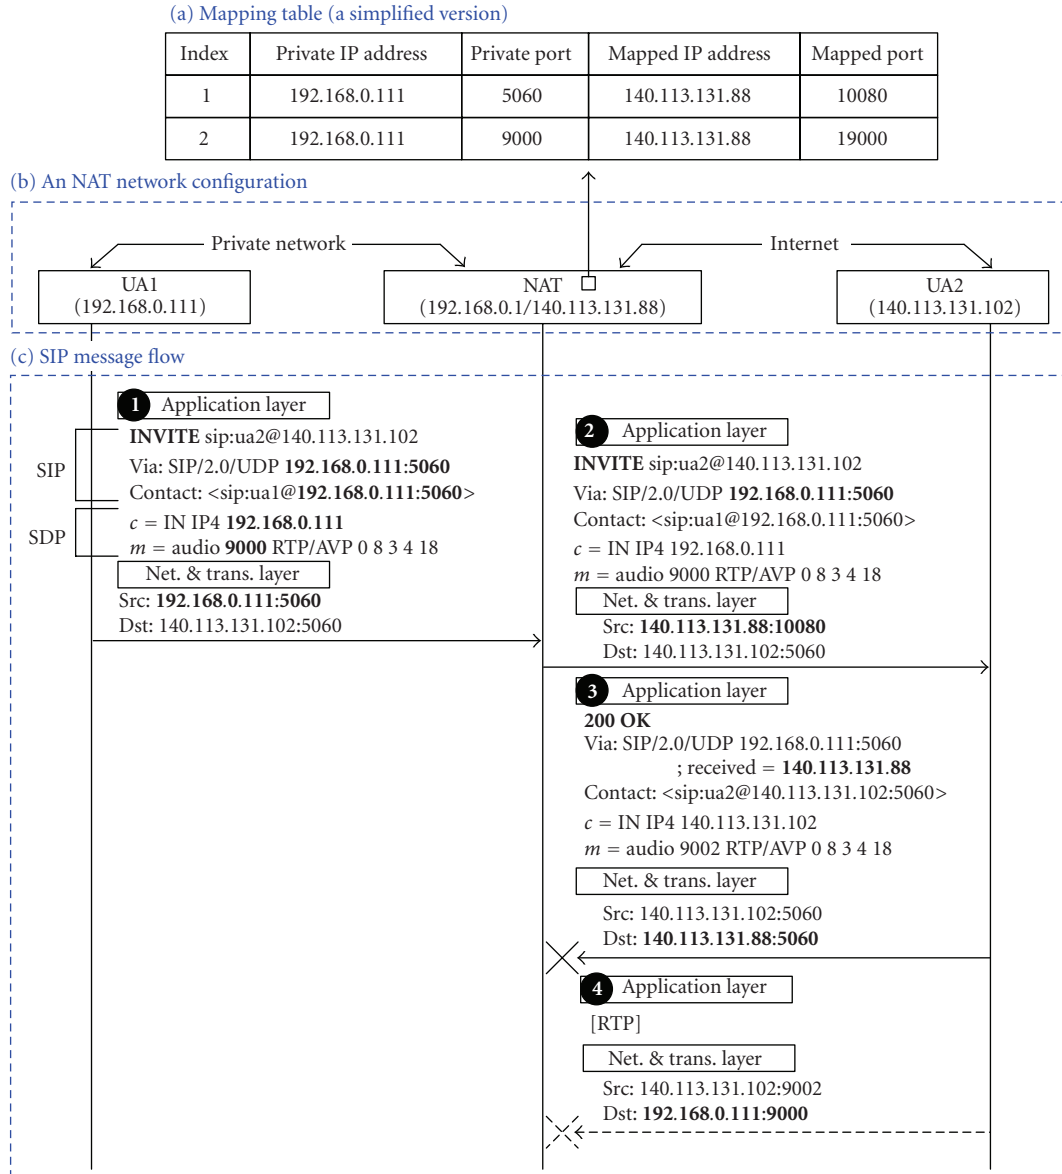 (a) Mapping table (a simplified version)
Index Private IP address Private port Mapped IP address Mapped port
1 192.168.0.111 5060 140.113.131.88 10080
2 192.168.0.111 9000 140.113.131.88 19000
(b) An NAT network configuration
Private network
Internet
UA1
(192.168.0.111)
NAT
(192.168.0.1/140.113.131.88)
UA2
(140.113.131.102)
(c) SIP message flow
1 Application layer
SIP
INVITE sip:ua2@140.113.131.102
Via: SIP/2.0/UDP 192.168.0.111:5060
Contact: <sip:ua1@192.168.0.111:5060>
SDP
c = IN IP4 192.168.0.111
m = audio 9000 RTP/AVP 0 8 3 4 18
Net. & trans. layer
Src: 192.168.0.111:5060
Dst: 140.113.131.102:5060
2 Application layer
INVITE sip:ua2@140.113.131.102
Via: SIP/2.0/UDP 192.168.0.111:5060
Contact: <sip:ua1@192.168.0.111:5060>
c = IN IP4 192.168.0.111
m = audio 9000 RTP/AVP 0 8 3 4 18
Net. & trans. layer
Src: 140.113.131.88:10080
Dst: 140.113.131.102:5060
3 Application layer
200 OK
Via: SIP/2.0/UDP 192.168.0.111:5060
; received = 140.113.131.88
Contact: <sip:ua2@140.113.131.102:5060>
c = IN IP4 140.113.131.102
m = audio 9002 RTP/AVP 0 8 3 4 18
Net. & trans. layer
Src: 140.113.131.102:5060
Dst: 140.113.131.88:5060
4 Application layer
[RTP]
Net. & trans. layer
Src: 140.113.131.102:9002
Dst: 192.168.0.111:9000